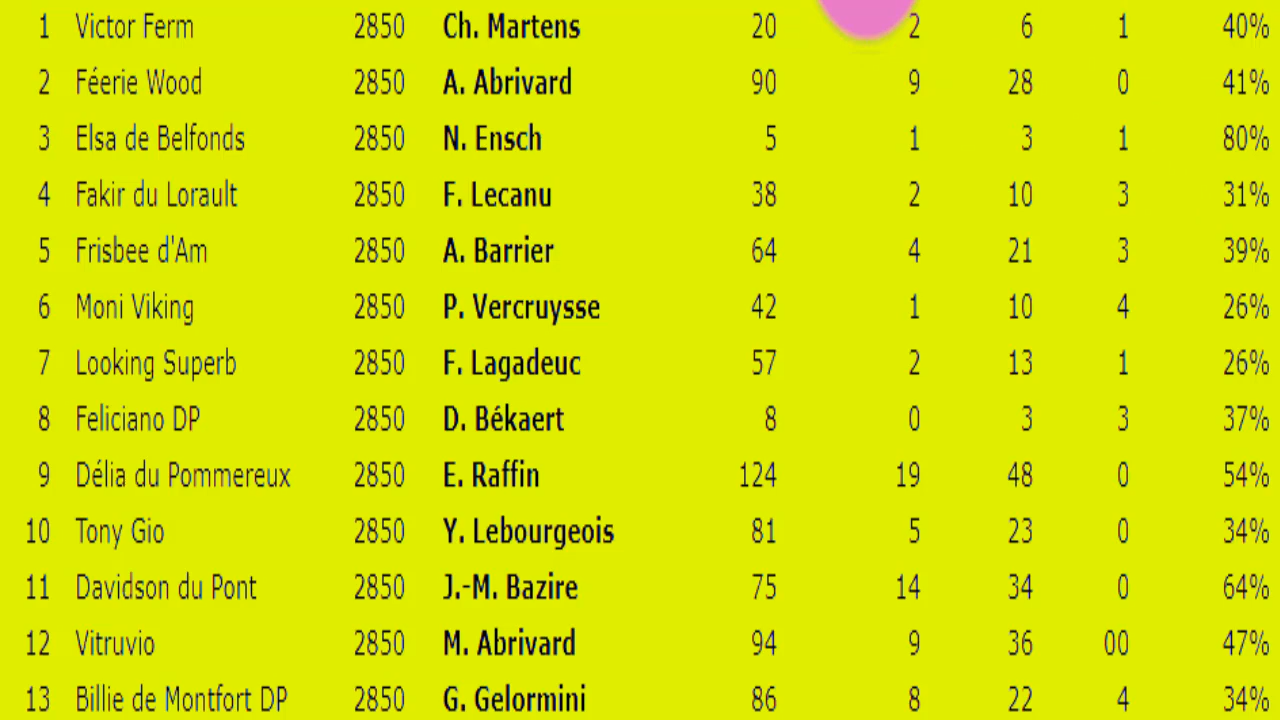 1 Victor Ferm 2850 Ch. Martens 20 2 6 1 40%
2 Féerie Wood 2850 A. Abrivard 90 9 28 0 41%
3 Elsa de Belfonds 2850 N. Ensch 5 1 3 1 80%
4 Fakir du Lorault 2850 F. Lecanu 38 2 10 3 31%
5 Frisbee d'Am 2850 A. Barrier 64 4 21 3 39%
6 Moni Viking 2850 P. Vercruysse 42 1 10 4 26%
7 Looking Superb 2850 F. Lagadeuc 57 2 13 1 26%
8 Feliciano DP 2850 D. Békaert 8 0 3 3 37%
9 Délia du Pommereux 2850 E. Raffin 124 19 48 0 54%
10 Tony Gio 2850 Y. Lebourgeois 81 5 23 0 34%
11 Davidson du Pont 2850 J.-M. Bazire 75 14 34 0 64%
12 Vitruvio 2850 M. Abrivard 94 9 36 00 47%
13 Billie de Montfort DP 2850 G. Gelormini 86 8 22 4 34%